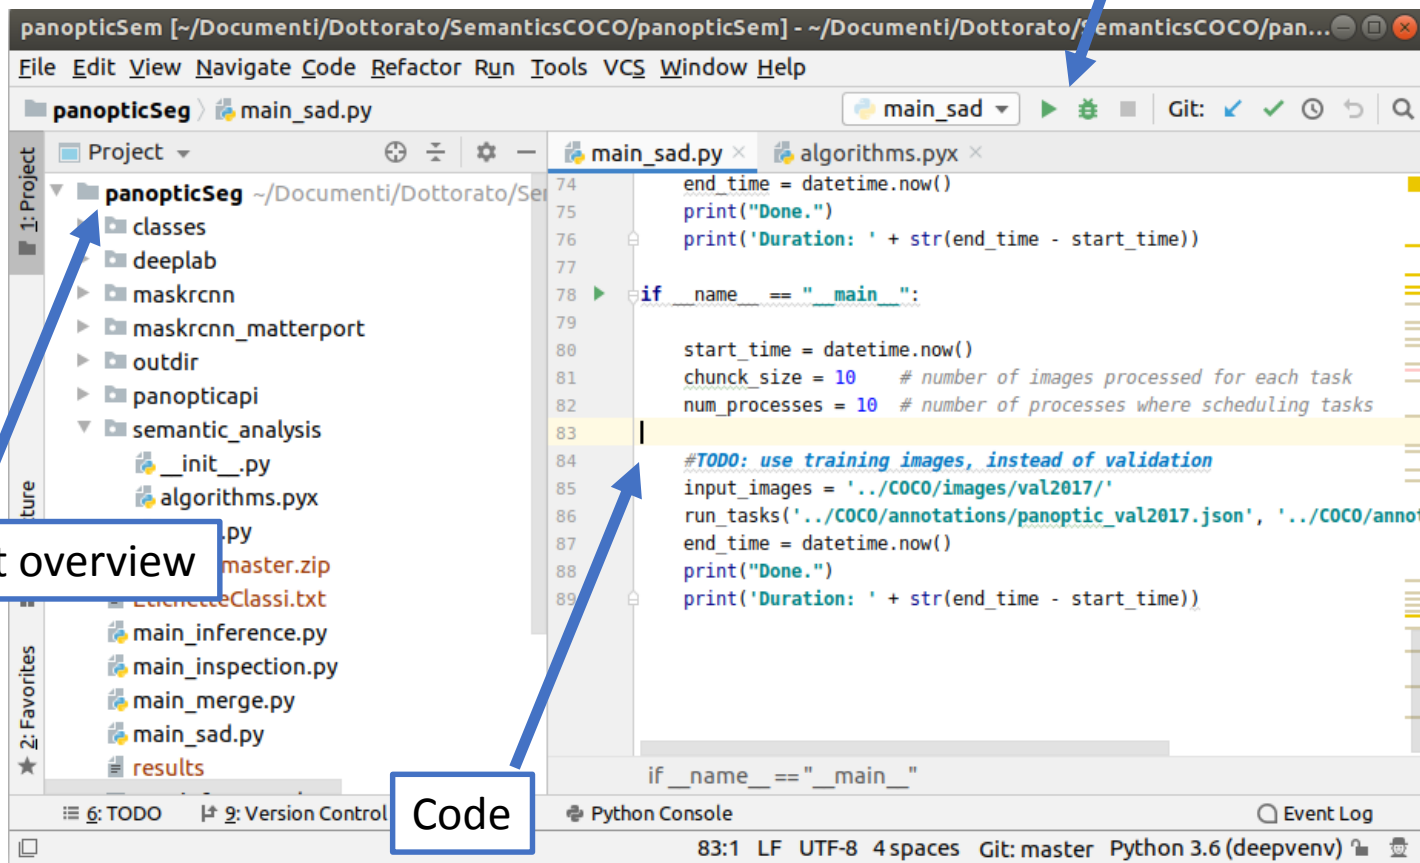 panopticSem [~/Documenti/Dottorato/SemanticsCOCO/panopticSem] - ~/Documenti/Dottorato/SemanticsCOCO/pan...
File Edit View Navigate Code Refactor Run Tools VCS Window Help
panopticSeg main_sad.py main_sad Git:
1: Project
Project
panopticSeg ~/Documenti/Dottorato/Se
classes
deeplab
maskrcnn
maskrcnn_matterport
outdir
panopticapi
semantic_analysis
__init__.py
algorithms.pyx
.py
master.zip
EtichetteClassi.txt
main_inference.py
main_inspection.py
main_merge.py
main_sad.py
results
t overview
ture
2: Favorites
main_sad.py algorithms.pyx
74 end_time = datetime.now()
75 print("Done.")
76 print('Duration: ' + str(end_time - start_time))
77
78 if __name__ == "__main__":
79
80 start_time = datetime.now()
81 chunck_size = 10 # number of images processed for each task
82 num_processes = 10 # number of processes where scheduling tasks
83
84 #TODO: use training images, instead of validation
85 input_images = '../COCO/images/val2017/'
86 run_tasks('../COCO/annotations/panoptic_val2017.json', '../COCO/annot
87 end_time = datetime.now()
88 print("Done.")
89 print('Duration: ' + str(end_time - start_time))
if __name__ == "__main__"
Code
6: TODO 9: Version Control Python Console Event Log
83:1 LF UTF-8 4 spaces Git: master Python 3.6 (deepvenv)